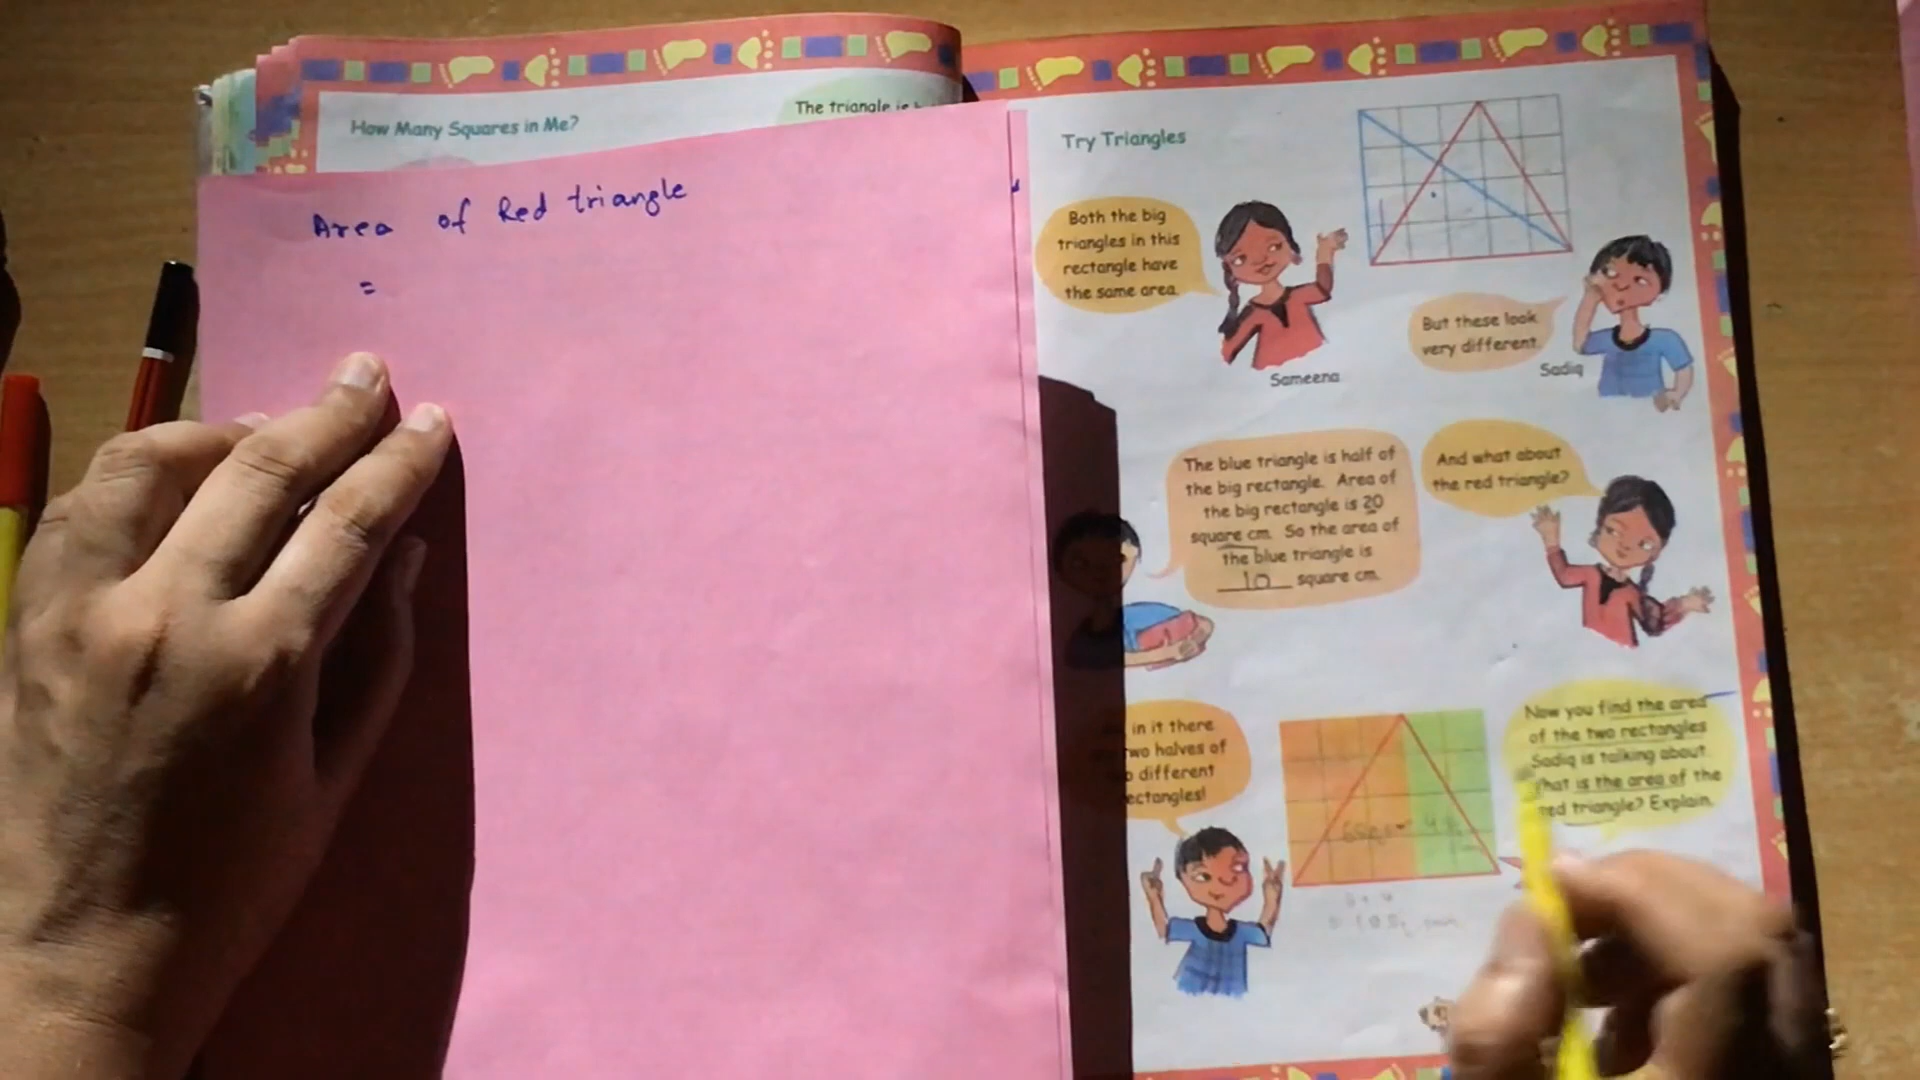 How Many Squares in Me?
The triangle is
Area of Red triangle
=
Try Triangles
Both the big
triangles in this
rectangle have
the same area.
Sameena
But these look
very different.
Sadiq
The blue triangle is half of
the big rectangle. Area of
the big rectangle is 20
square cm. So the area of
the blue triangle is
10 square cm.
And what about
the red triangle?
in it there
two halves of
different
rectangles!
Now you find the area
of the two rectangles
Sadiq is talking about.
What is the area of the
red triangle? Explain.